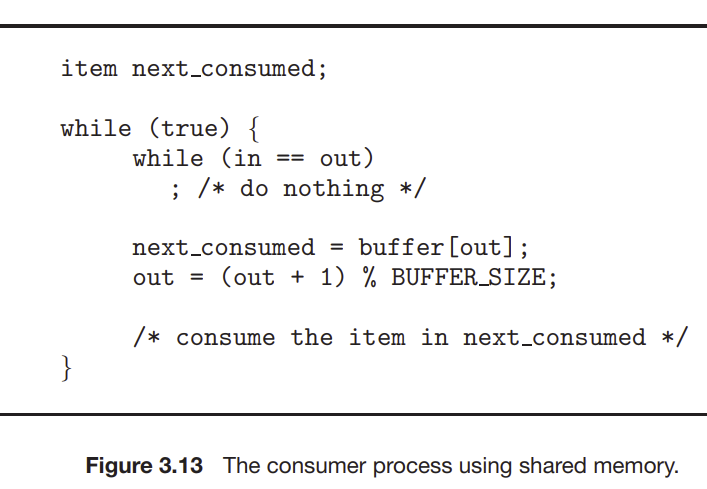 item next_consumed;
while (true) {
while (in == out)
; /* do nothing */
next_consumed = buffer[out];
out = (out + 1) % BUFFER_SIZE;
/* consume the item in next_consumed */
}
Figure 3.13 The consumer process using shared memory.